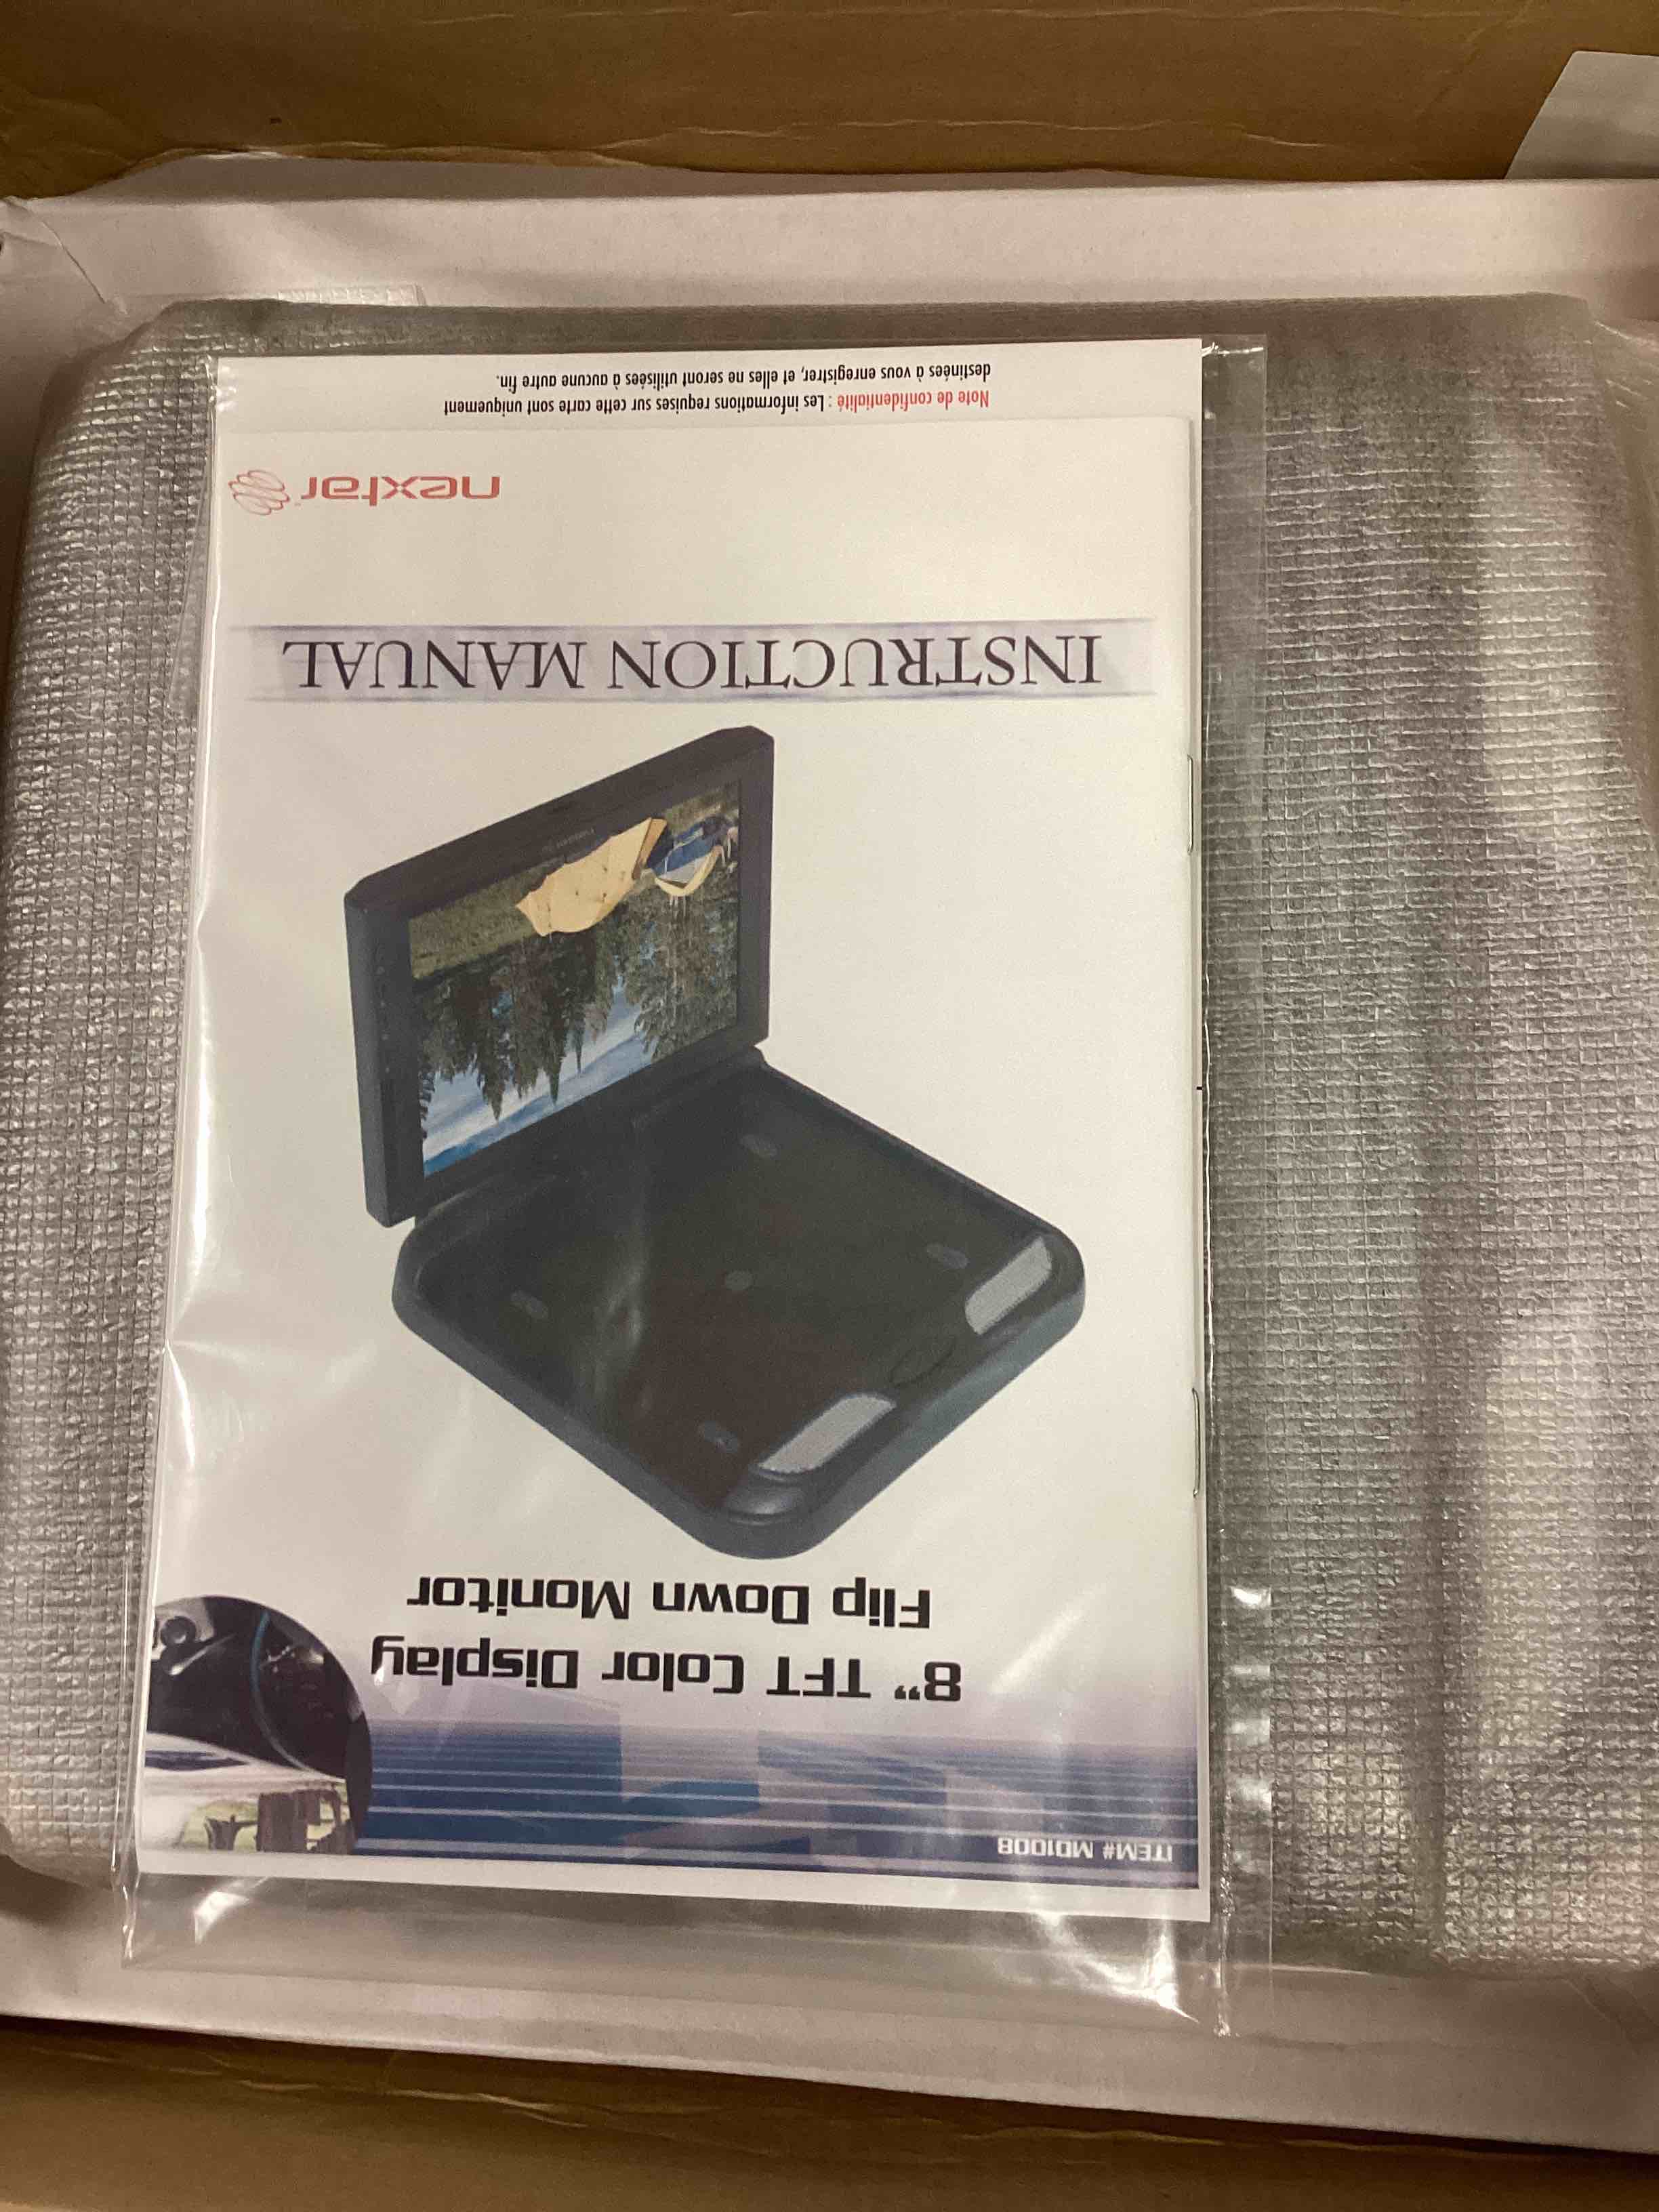 ITEM# MD1008
8" TFT Color Display
Flip Down Monitor
INSTRUCTION MANUAL
nextar
Note de confidentialité : Les informations requises sur cette carte sont uniquement
destinées à vous enregistrer, et elles ne seront utilisées à aucune autre fin.